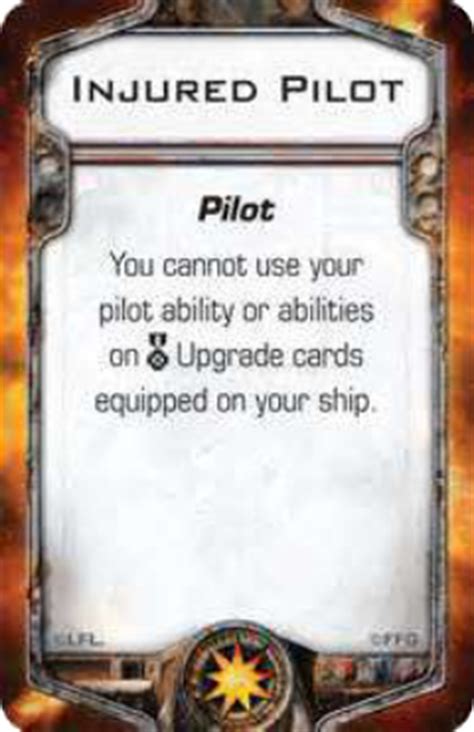 INJURED PILOT
Pilot
You cannot use your
pilot ability or abilities
on Upgrade cards
equipped on your ship.
©LFL. ©FFG